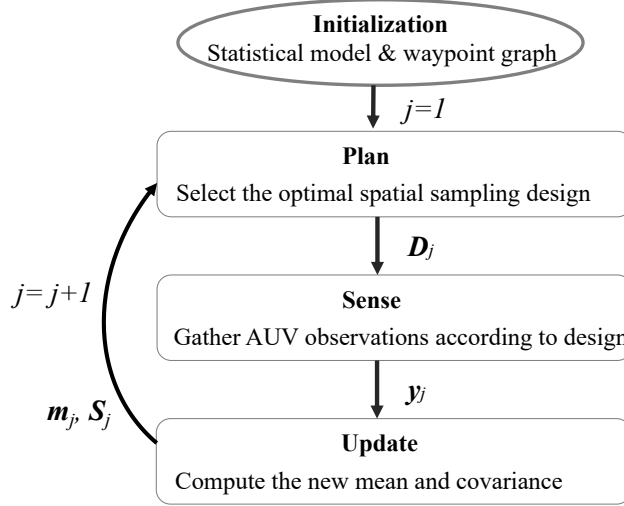 Initialization
Statistical model & waypoint graph
j=1
Plan
Select the optimal spatial sampling design
D_j
Sense
j= j+1
Gather AUV observations according to design
y_j
m_j, S_j
Update
Compute the new mean and covariance